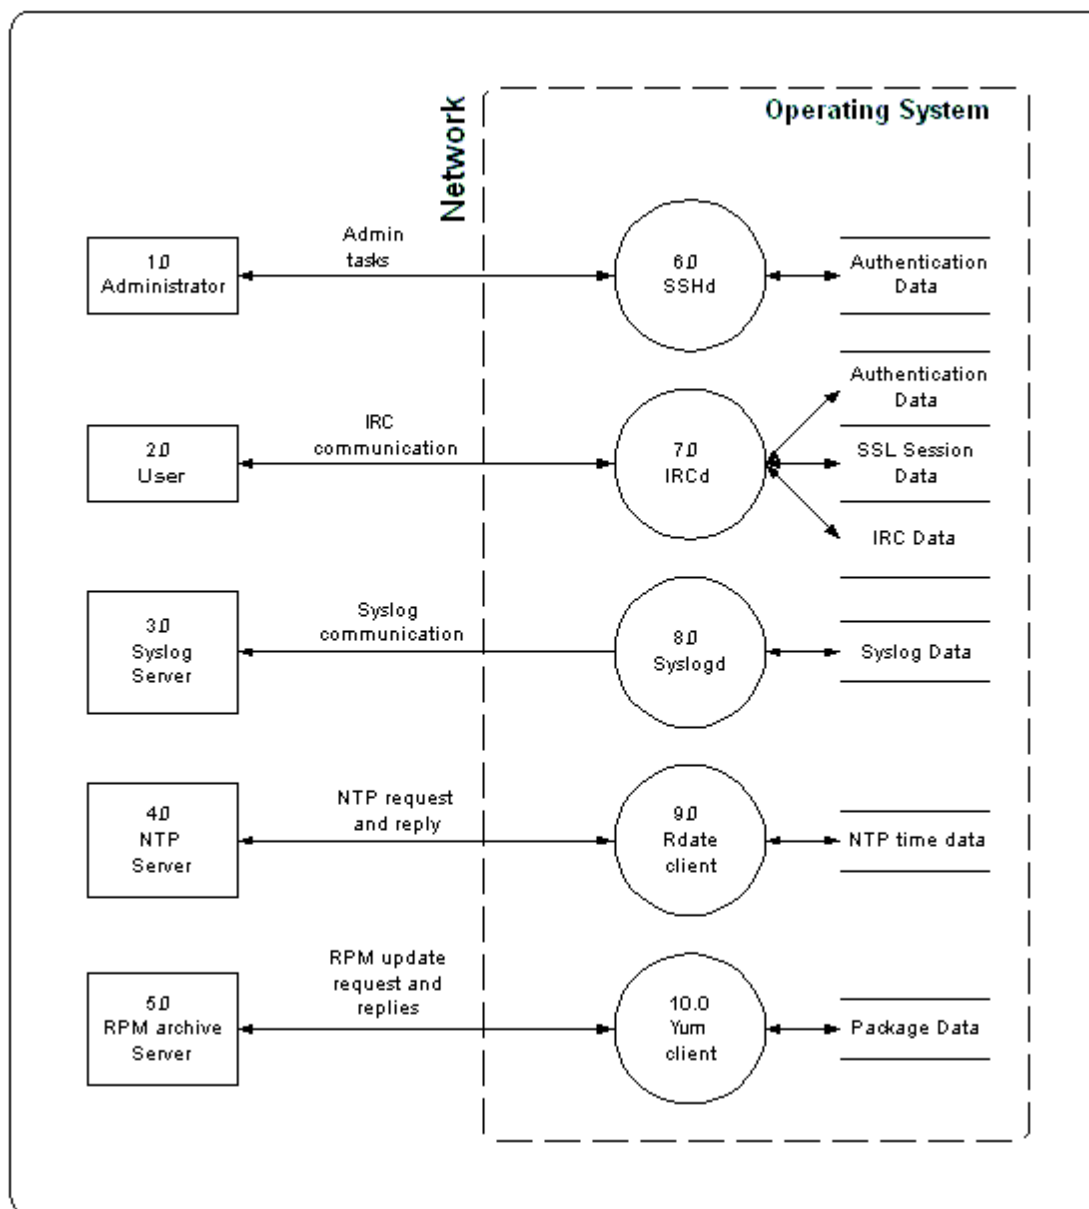 Network
Operating System
Admin
tasks
1.0
Administrator
6.0
SSHd
Authentication
Data
IRC
communication
2.0
User
7.0
IRCd
Authentication
Data
SSL Session
Data
IRC Data
Syslog
communication
3.0
Syslog
Server
8.0
Syslogd
Syslog Data
NTP request
and reply
4.0
NTP
Server
9.0
Rdate
client
NTP time data
RPM update
request and
replies
5.0
RPM archive
Server
10.0
Yum
client
Package Data